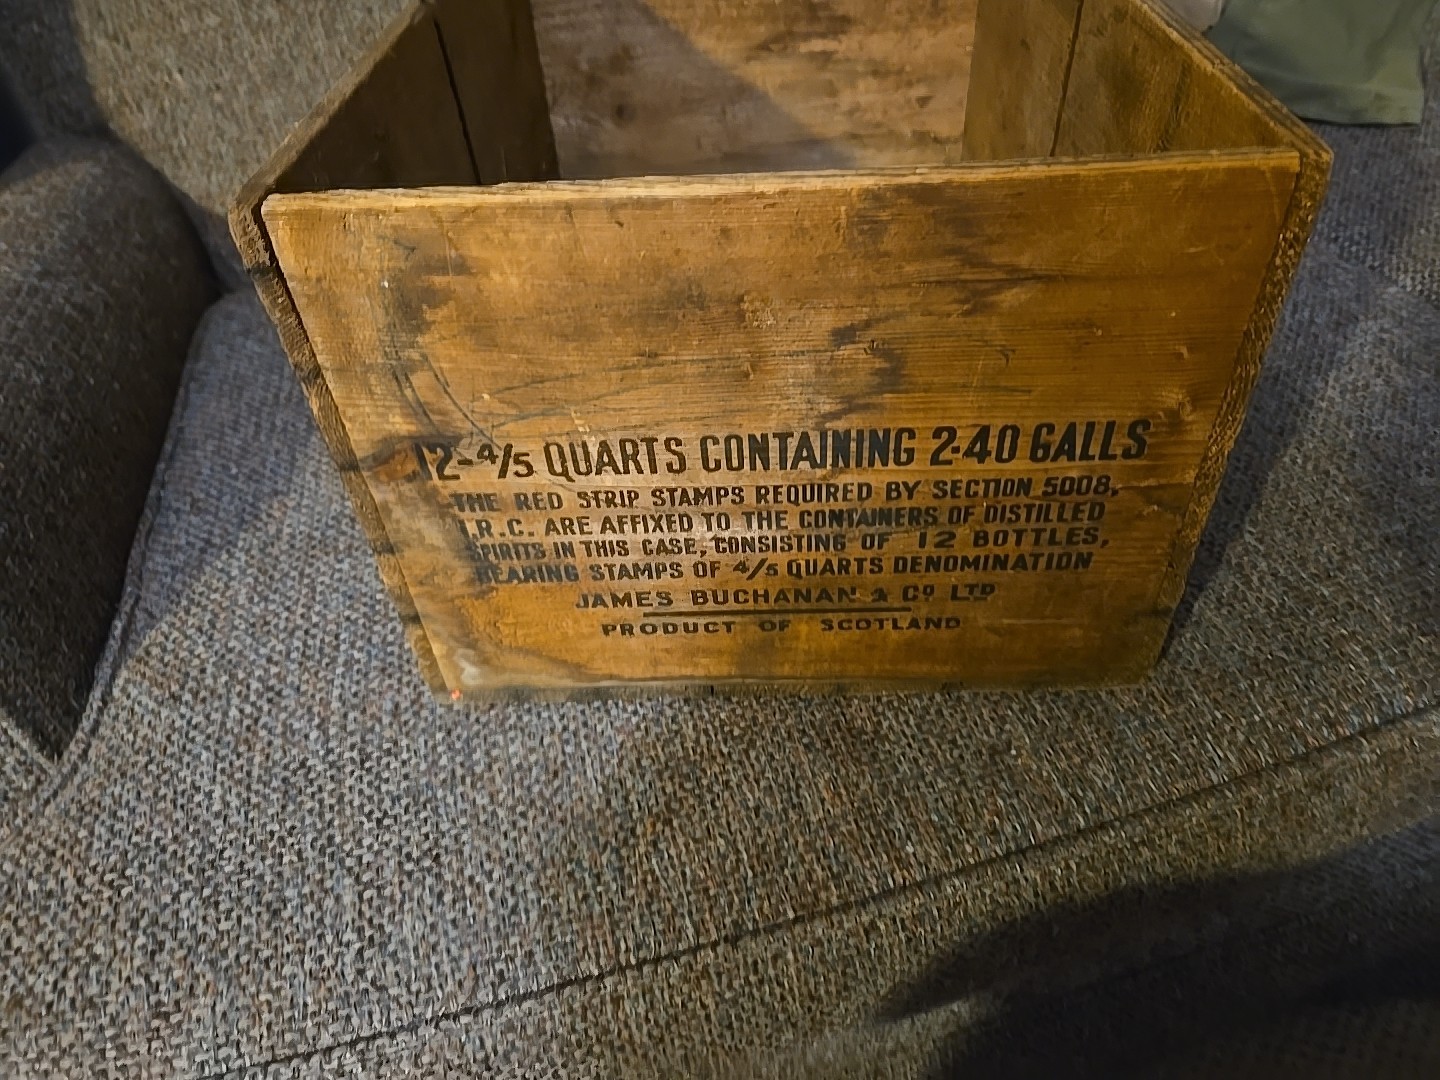 12-4/5 QUARTS CONTAINING 2·40 GALLS
THE RED STRIP STAMPS REQUIRED BY SECTION 5008,
I.R.C. ARE AFFIXED TO THE CONTAINERS OF DISTILLED
SPIRITS IN THIS CASE, CONSISTING OF 12 BOTTLES,
BEARING STAMPS OF 4/5 QUARTS DENOMINATION
JAMES BUCHANAN & Cº LTD
PRODUCT OF SCOTLAND